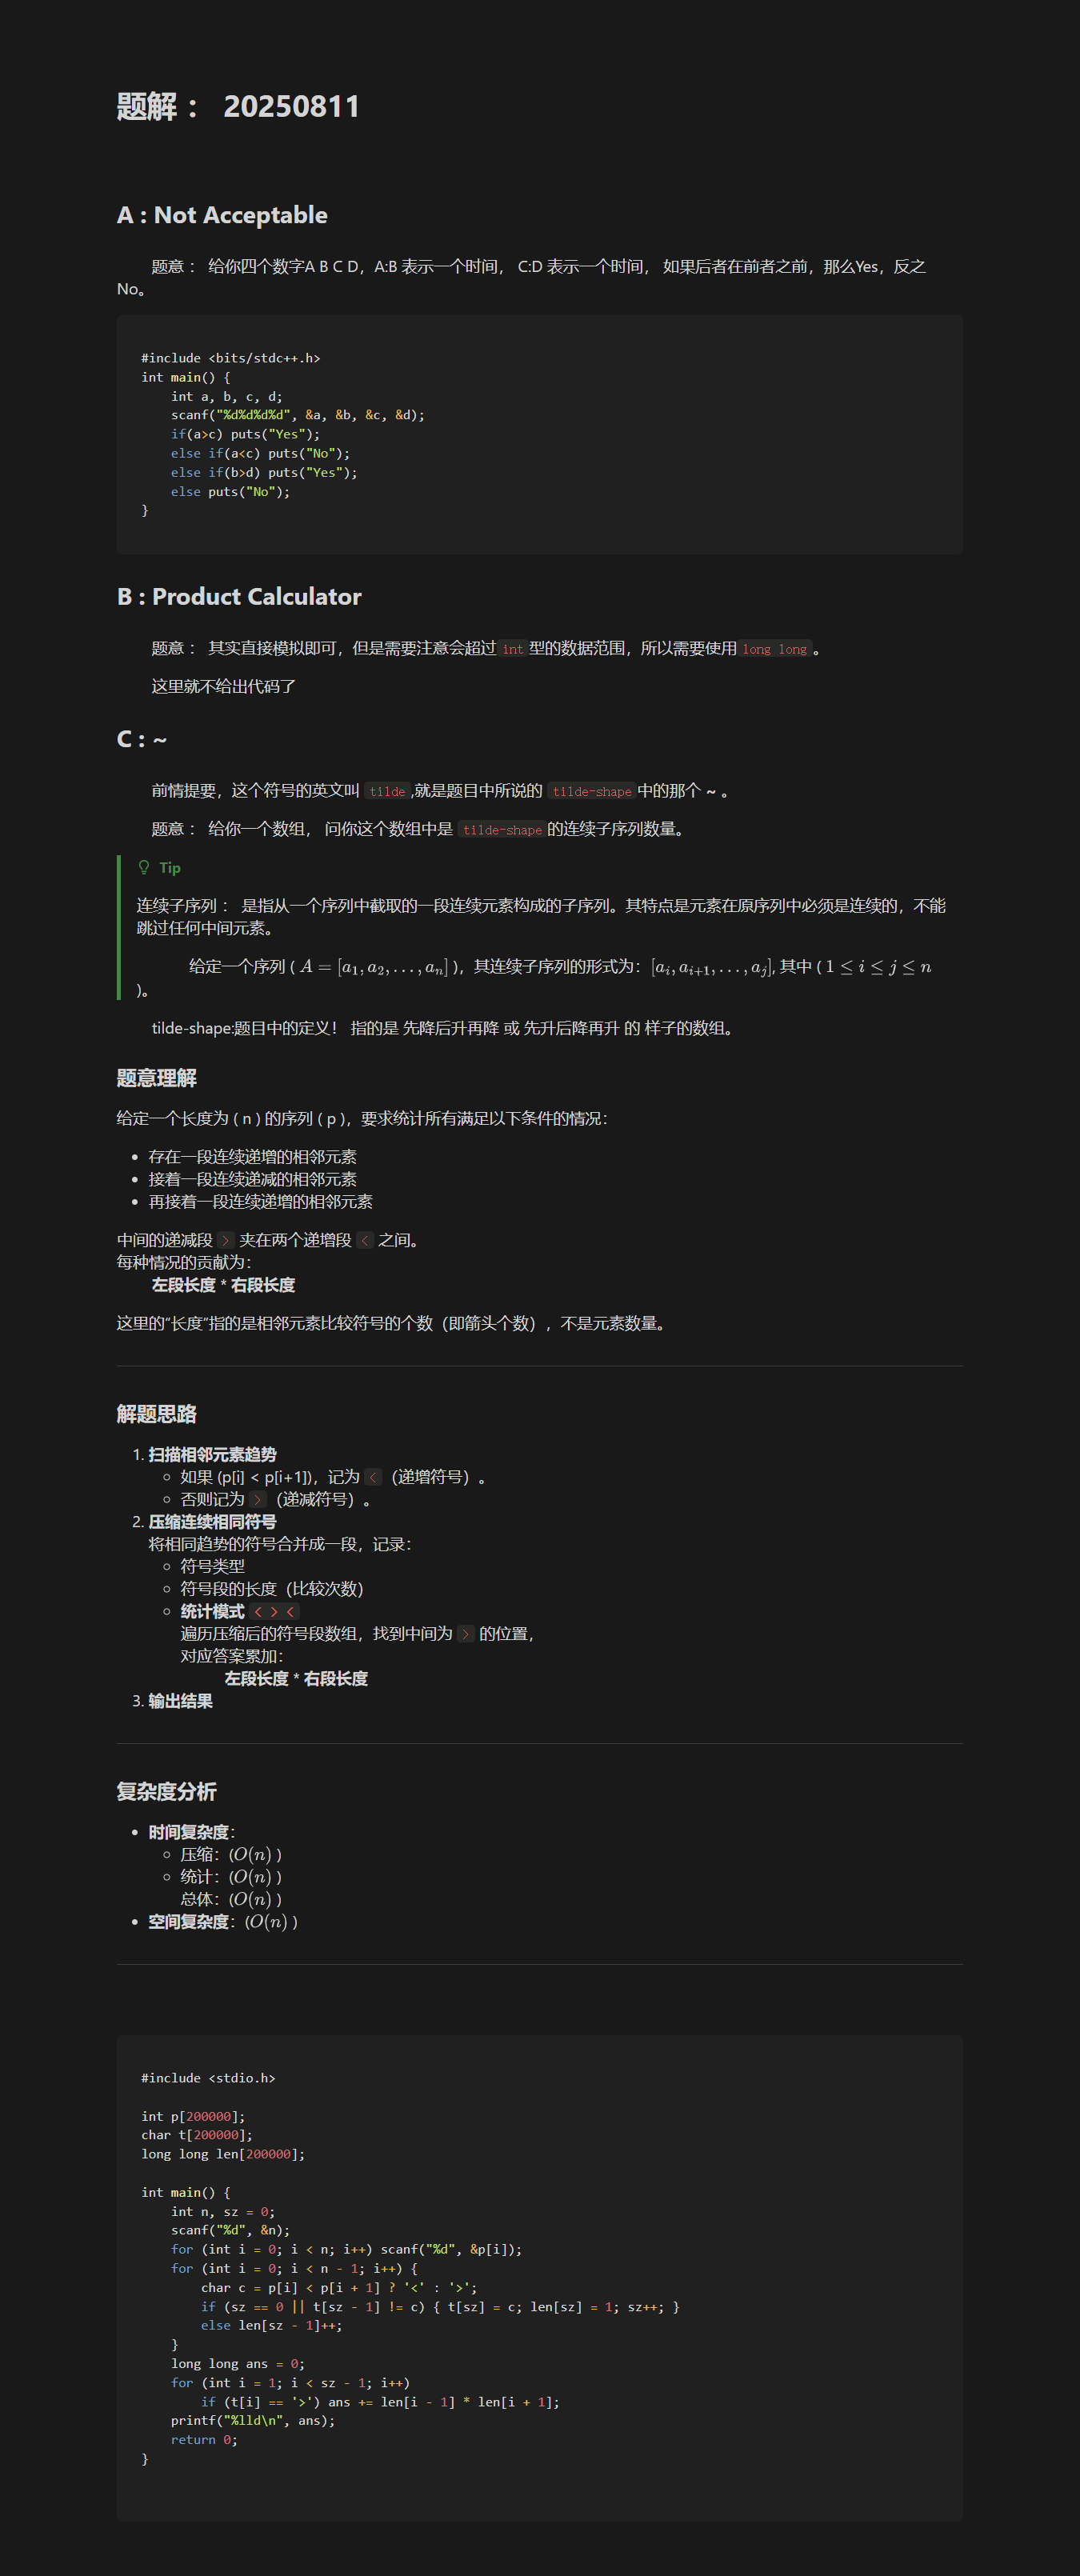 题解： 20250811
A : Not Acceptable
题意： 给你四个数字A B C D，A:B 表示一个时间， C:D 表示一个时间， 如果后者在前者之前，那么Yes，反之
No。
#include <bits/stdc++.h>
int main() {
    int a, b, c, d;
    scanf("%d%d%d%d", &a, &b, &c, &d);
    if(a>c) puts("Yes");
    else if(a<c) puts("No");
    else if(b>d) puts("Yes");
    else puts("No");
}
B : Product Calculator
题意： 其实直接模拟即可，但是需要注意会超过 int 型的数据范围，所以需要使用 long long 。
这里就不给出代码了
C : ~
前情提要，这个符号的英文叫 tilde ,就是题目中所说的 tilde-shape 中的那个 ~ 。
题意： 给你一个数组， 问你这个数组中是 tilde-shape 的连续子序列数量。
Tip
连续子序列： 是指从一个序列中截取的一段连续元素构成的子序列。其特点是元素在原序列中必须是连续的，不能
跳过任何中间元素。
给定一个序列 ( A = [a₁, a₂, …, aₙ] )，其连续子序列的形式为：[aᵢ, aᵢ₊₁, …, aⱼ], 其中 ( 1 ≤ i ≤ j ≤ n
)。
tilde-shape:题目中的定义！ 指的是 先降后升再降 或 先升后降再升 的 样子的数组。
题意理解
给定一个长度为 ( n ) 的序列 ( p )，要求统计所有满足以下条件的情况：
• 存在一段连续递增的相邻元素
• 接着一段连续递减的相邻元素
• 再接着一段连续递增的相邻元素
中间的递减段 > 夹在两个递增段 < 之间。
每种情况的贡献为：
左段长度 * 右段长度
这里的“长度”指的是相邻元素比较符号的个数（即箭头个数），不是元素数量。
解题思路
1. 扫描相邻元素趋势
◦ 如果 (p[i] < p[i+1])，记为 < （递增符号）。
◦ 否则记为 > （递减符号）。
2. 压缩连续相同符号
将相同趋势的符号合并成一段，记录：
◦ 符号类型
◦ 符号段的长度（比较次数）
◦ 统计模式 < > <
遍历压缩后的符号段数组，找到中间为 > 的位置，
对应答案累加：
左段长度 * 右段长度
3. 输出结果
复杂度分析
• 时间复杂度：
◦ 压缩：(O(n) )
◦ 统计：(O(n) )
总体：(O(n) )
• 空间复杂度：(O(n) )
#include <stdio.h>
int p[200000];
char t[200000];
long long len[200000];
int main() {
    int n, sz = 0;
    scanf("%d", &n);
    for (int i = 0; i < n; i++) scanf("%d", &p[i]);
    for (int i = 0; i < n - 1; i++) {
        char c = p[i] < p[i + 1] ? '<' : '>';
        if (sz == 0 || t[sz - 1] != c) { t[sz] = c; len[sz] = 1; sz++; }
        else len[sz - 1]++;
    }
    long long ans = 0;
    for (int i = 1; i < sz - 1; i++)
        if (t[i] == '>') ans += len[i - 1] * len[i + 1];
    printf("%lld\n", ans);
    return 0;
}